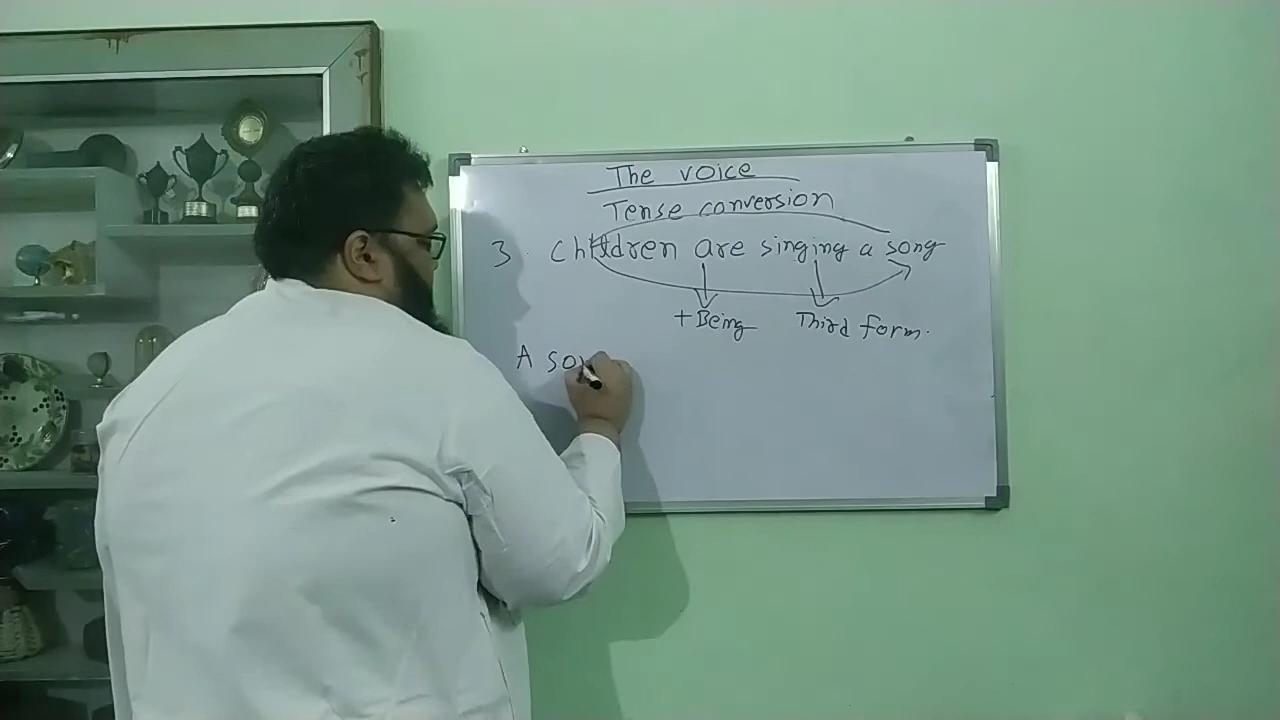 The voice
Tense conversion
3. Children are singing a song
+Being Third form.
A so